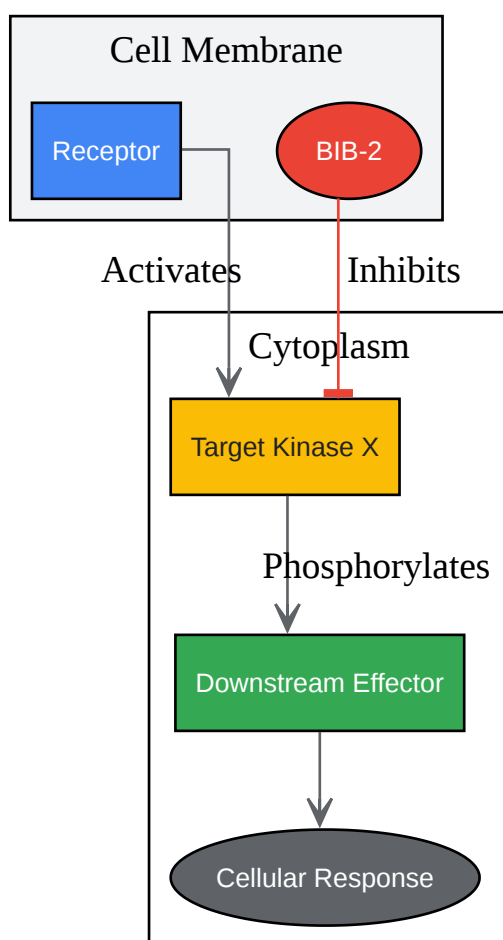 Cell Membrane
Receptor
BIB-2
Activates
Inhibits
Cytoplasm
Target Kinase X
Phosphorylates
Downstream Effector
Cellular Response